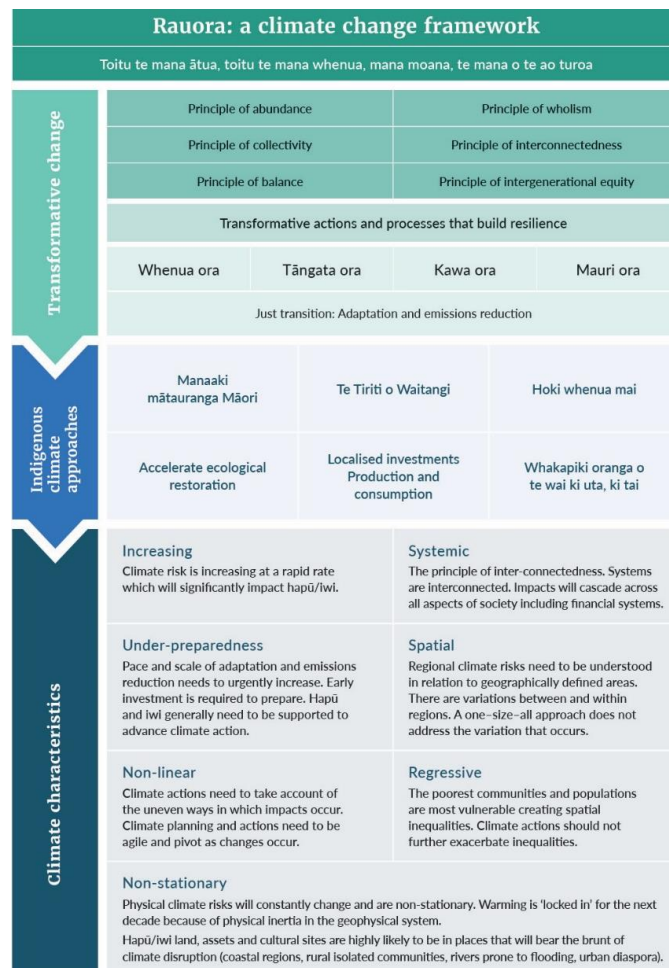 Rauora: a climate change framework
Toitu te mana ātua, toitu te mana whenua, mana moana, te mana o te ao turoa
Transformative change
Principle of abundance
Principle of wholism
Principle of collectivity
Principle of interconnectedness
Principle of balance
Principle of intergenerational equity
Transformative actions and processes that build resilience
Whenua ora
Tāngata ora
Kawa ora
Mauri ora
Just transition: Adaptation and emissions reduction
Indigenous
climate
approaches
Manaaki
mātauranga Māori
Te Tiriti o Waitangi
Hoki whenua mai
Accelerate ecological
restoration
Localised investments
Production and
consumption
Whakapiki oranga o
te wai ki uta, ki tai
Climate characteristics
Increasing
Climate risk is increasing at a rapid rate
which will significantly impact hapū/iwi.
Systemic
The principle of inter-connectedness. Systems
are interconnected. Impacts will cascade across
all aspects of society including financial systems.
Under-preparedness
Pace and scale of adaptation and emissions
reduction needs to urgently increase. Early
investment is required to prepare. Hapū
and iwi generally need to be supported to
advance climate action.
Spatial
Regional climate risks need to be understood
in relation to geographically defined areas.
There are variations between and within
regions. A one–size–all approach does not
address the variation that occurs.
Non-linear
Climate actions need to take account of
the uneven ways in which impacts occur.
Climate planning and actions need to be
agile and pivot as changes occur.
Regressive
The poorest communities and populations
are most vulnerable creating spatial
inequalities. Climate actions should not
further exacerbate inequalities.
Non-stationary
Physical climate risks will constantly change and are non-stationary. Warming is ‘locked in’ for the next
decade because of physical inertia in the geophysical system.
Hapū/iwi land, assets and cultural sites are highly likely to be in places that will bear the brunt of
climate disruption (coastal regions, rural isolated communities, rivers prone to flooding, urban diaspora).